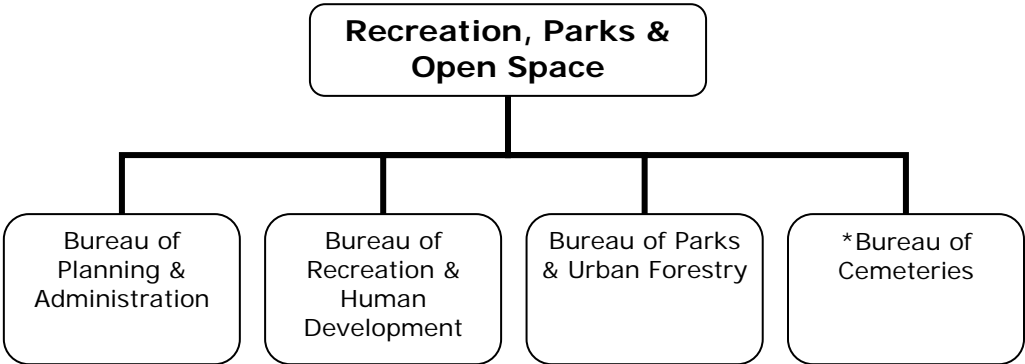 Recreation, Parks &
Open Space
Bureau of
Planning &
Administration
Bureau of
Recreation &
Human
Development
Bureau of Parks
& Urban Forestry
*Bureau of
Cemeteries